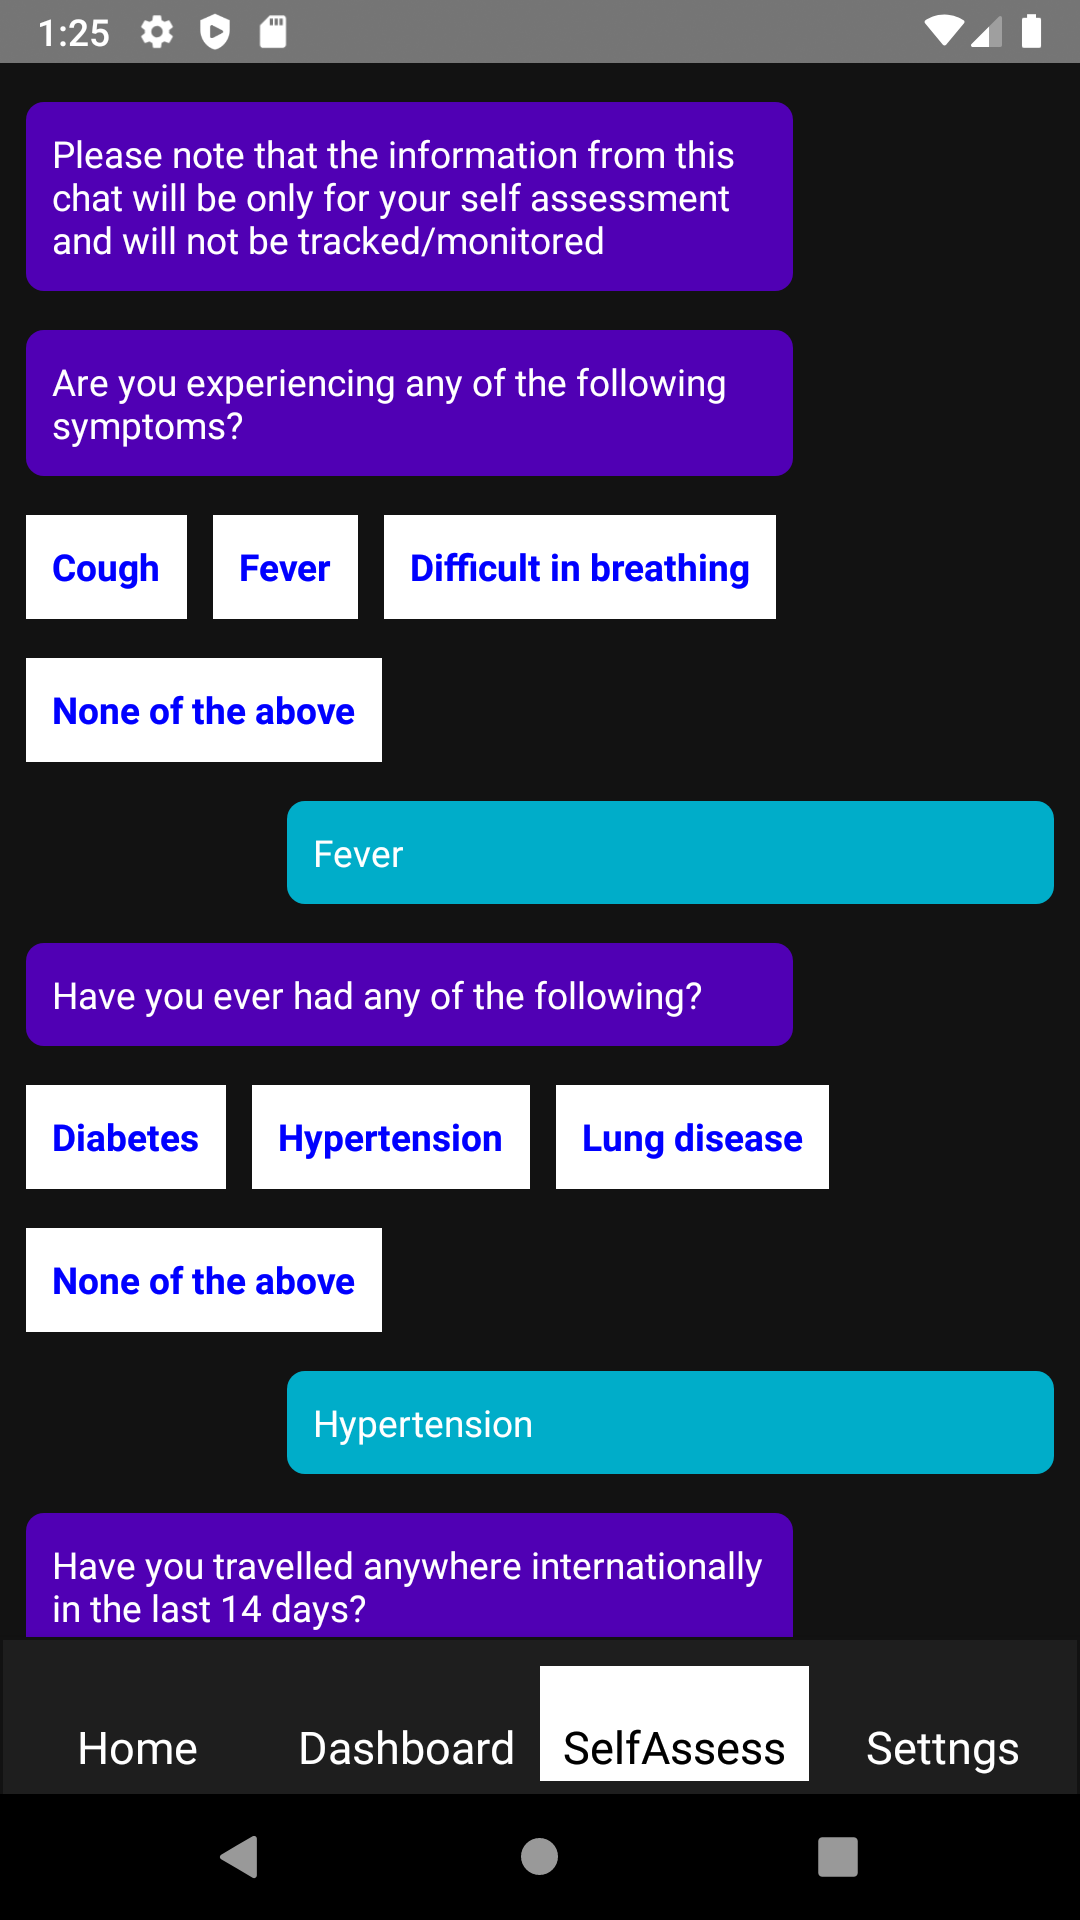 1:25
Please note that the information from this
chat will be only for your self assessment
and will not be tracked/monitored
Are you experiencing any of the following
symptoms?
Cough Fever Difficult in breathing
None of the above
Fever
Have you ever had any of the following?
Diabetes Hypertension Lung disease
None of the above
Hypertension
Have you travelled anywhere internationally
in the last 14 days?
Home Dashboard SelfAssess Settngs